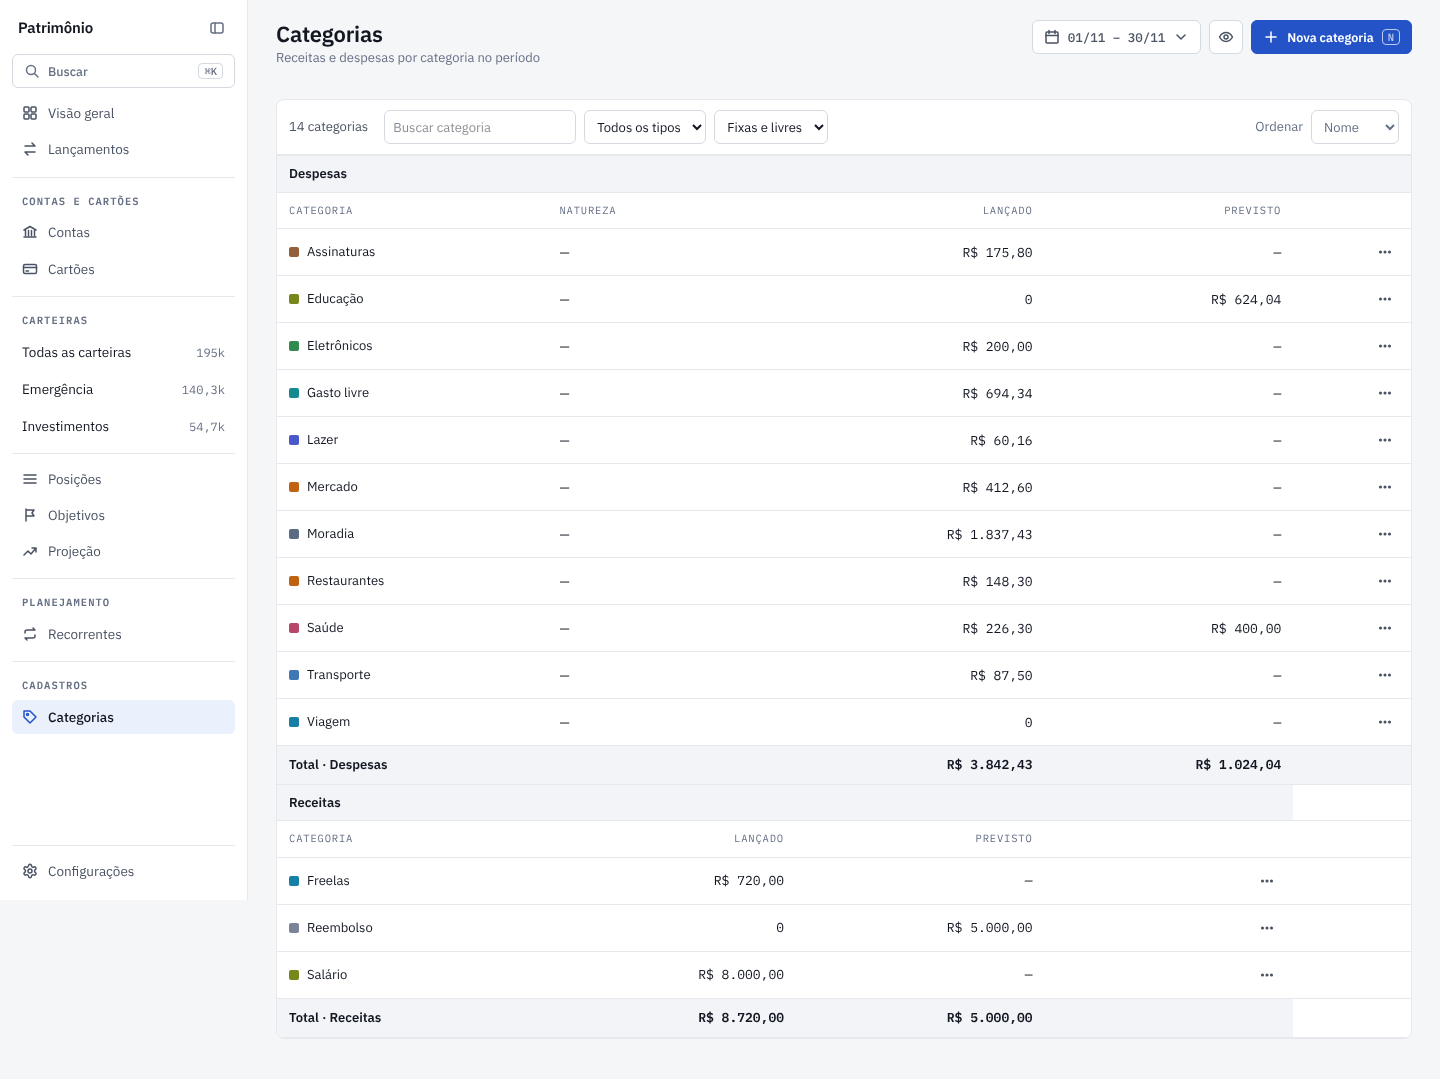 Patrimônio
Buscar ⌘K
Visão geral
Lançamentos
CONTAS E CARTÕES
Contas
Cartões
CARTEIRAS
Todas as carteiras 195k
Emergência 140,3k
Investimentos 54,7k
Posições
Objetivos
Projeção
PLANEJAMENTO
Recorrentes
CADASTROS
Categorias
Configurações
Categorias
Receitas e despesas por categoria no período
01/11 – 30/11
Nova categoria N
14 categorias Buscar categoria Todos os tipos Fixas e livres Ordenar Nome
Despesas
CATEGORIA NATUREZA LANÇADO PREVISTO
Assinaturas — R$ 175,80 —
Educação — 0 R$ 624,04
Eletrônicos — R$ 200,00 —
Gasto livre — R$ 694,34 —
Lazer — R$ 60,16 —
Mercado — R$ 412,60 —
Moradia — R$ 1.837,43 —
Restaurantes — R$ 148,30 —
Saúde — R$ 226,30 R$ 400,00
Transporte — R$ 87,50 —
Viagem — 0 —
Total · Despesas R$ 3.842,43 R$ 1.024,04
Receitas
CATEGORIA LANÇADO PREVISTO
Freelas R$ 720,00 —
Reembolso 0 R$ 5.000,00
Salário R$ 8.000,00 —
Total · Receitas R$ 8.720,00 R$ 5.000,00